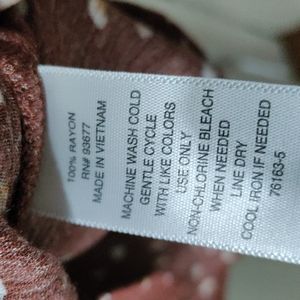 100% RAYON
RN# 93677
MADE IN VIETNAM
MACHINE WASH COLD
GENTLE CYCLE
WITH LIKE COLORS
USE ONLY
NON-CHLORINE BLEACH
WHEN NEEDED
LINE DRY
COOL IRON IF NEEDED
76163-5